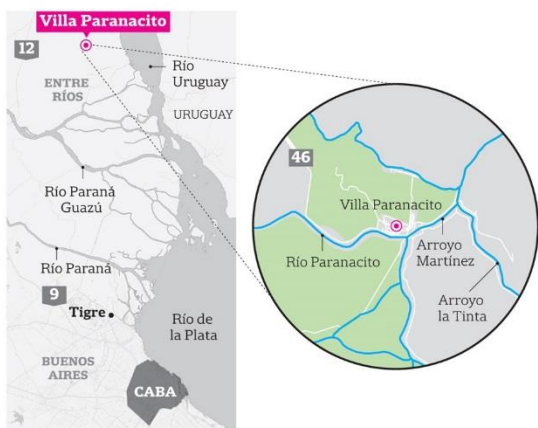 Villa Paranacito
12
Río
Uruguay
ENTRE
RÍOS
URUGUAY
Río Paraná
Guazú
Río Paraná
9
Tigre
Río de
la Plata
BUENOS
AIRES
CABA
46
Villa Paranacito
Río Paranacito
Arroyo
Martínez
Arroyo
la Tinta